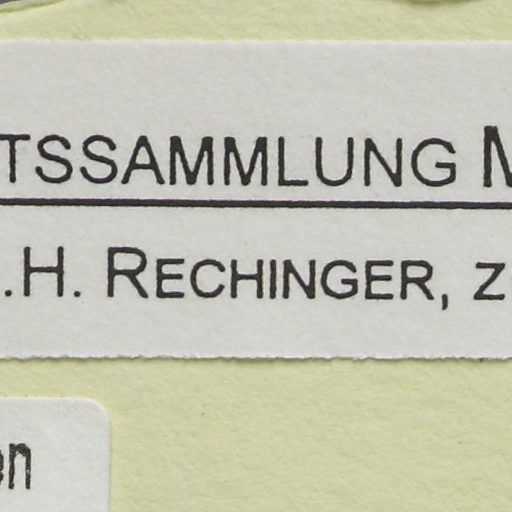 TSSAMMLUNG M
.H. RECHINGER, Z
en